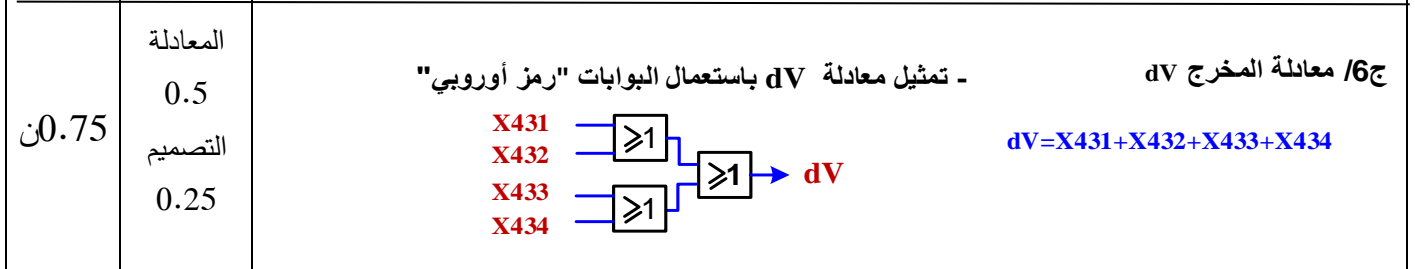 ج6/ معادلة المخرج dV
dV=X431+X432+X433+X434
- تمثيل معادلة dV باستعمال البوابات "رمز أوروبي"
X431
X432
X433
X434
≥1
≥1
≥1
dV
المعادلة
0.5
التصميم
0.25
0.75ن